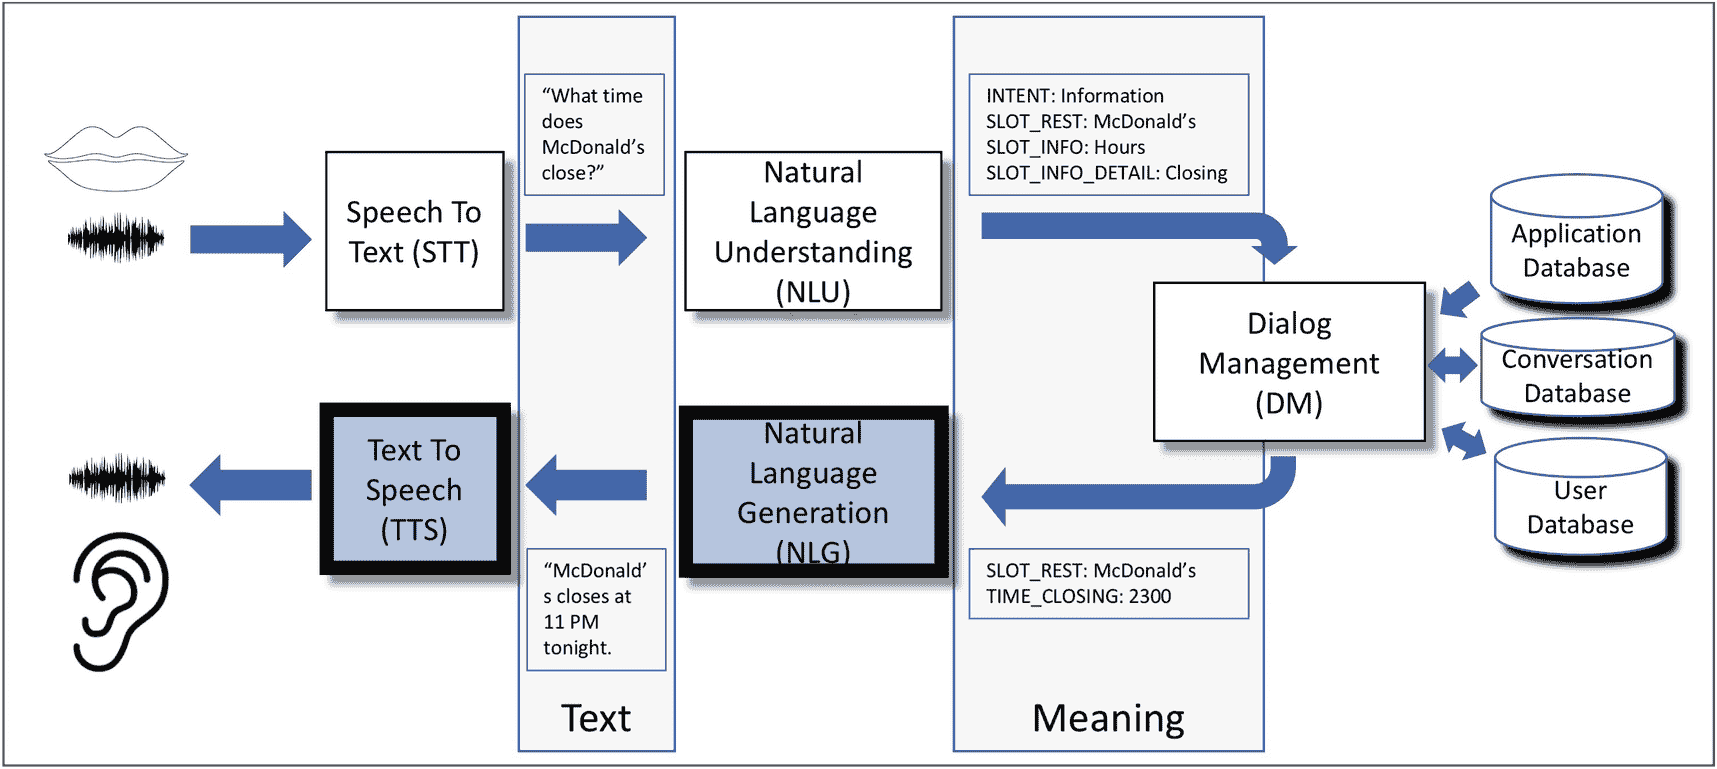 “What time
does
McDonald’s
close?”
INTENT: Information
SLOT_REST: McDonald’s
SLOT_INFO: Hours
SLOT_INFO_DETAIL: Closing
Speech To
Text (STT)
Natural
Language
Understanding
(NLU)
Application
Database
Dialog
Management
(DM)
Conversation
Database
User
Database
Text To
Speech
(TTS)
Natural
Language
Generation
(NLG)
“McDonald’
s closes at
11 PM
tonight.
SLOT_REST: McDonald’s
TIME_CLOSING: 2300
Text
Meaning